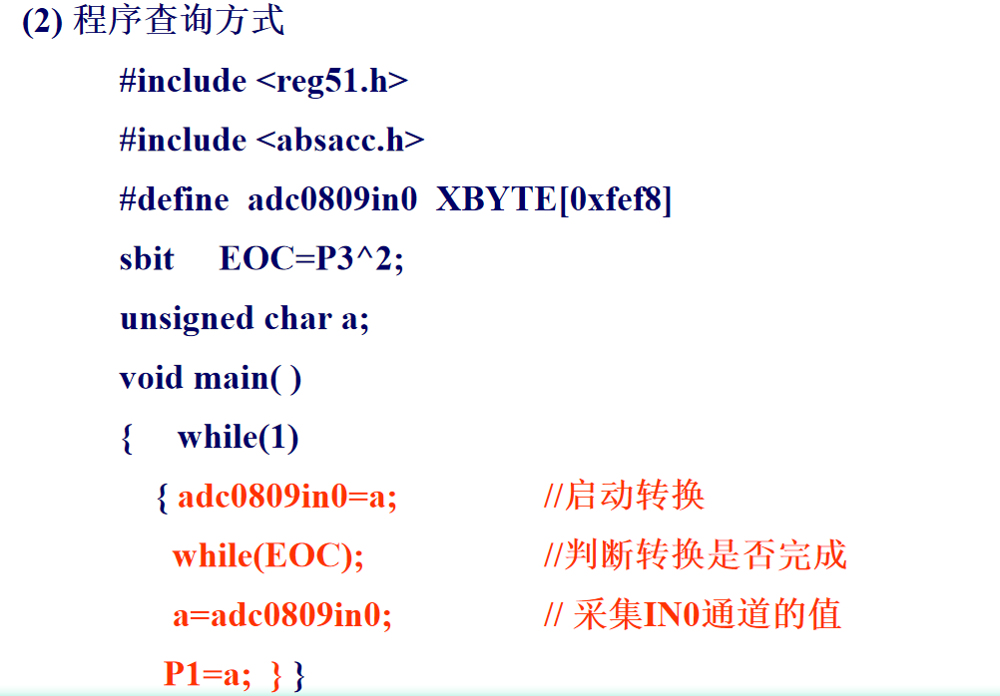 (2) 程序查询方式
#include <reg51.h>
#include <absacc.h>
#define adc0809in0 XBYTE[0xfef8]
sbit EOC=P3^2;
unsigned char a;
void main( )
{ while(1)
{ adc0809in0=a; //启动转换
while(EOC); //判断转换是否完成
a=adc0809in0; // 采集IN0通道的值
P1=a; } }